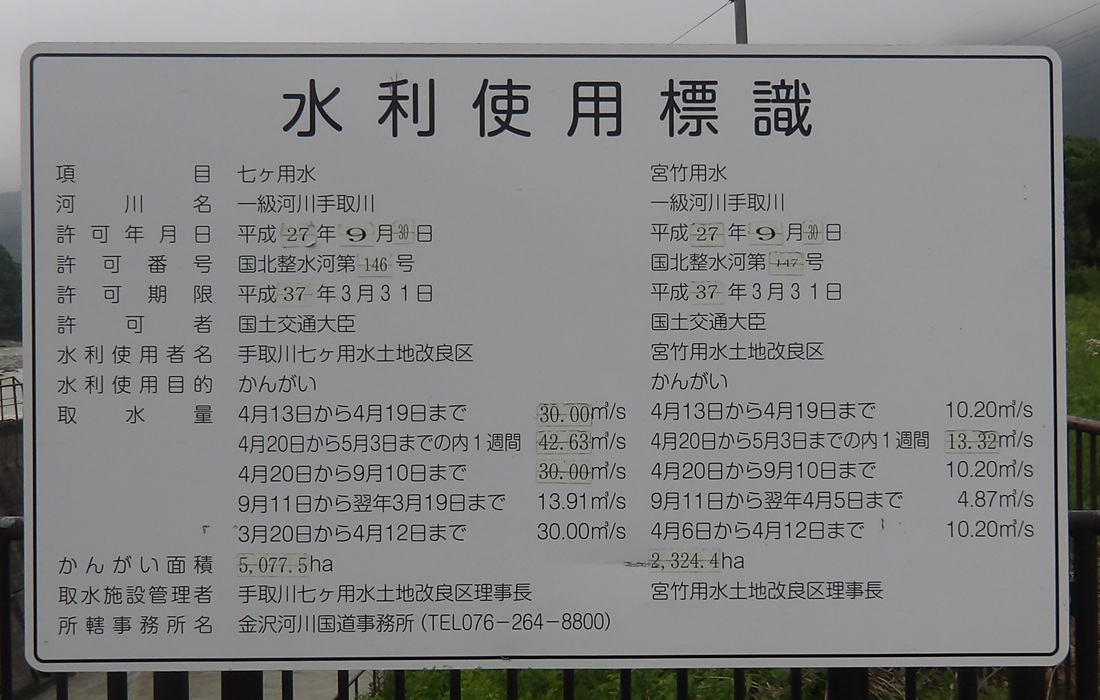 水利使用標識
項目 七ヶ用水 宮竹用水
河川名 一級河川手取川 一級河川手取川
許可年月日 平成27年9月30日 平成27年9月30日
許可番号 国北整水河第146号 国北整水河第147号
許可期限 平成37年3月31日 平成37年3月31日
許可者 国土交通大臣 国土交通大臣
水利使用者名 手取川七ヶ用水土地改良区 宮竹用水土地改良区
水利使用目的 かんがい かんがい
取水量 4月13日から4月19日まで 30.00㎥/s 4月13日から4月19日まで 10.20㎥/s
4月20日から5月3日までの内1週間 42.63㎥/s 4月20日から5月3日までの内1週間 13.32㎥/s
4月20日から9月10日まで 30.00㎥/s 4月20日から9月10日まで 10.20㎥/s
9月11日から翌年3月19日まで 13.91㎥/s 9月11日から翌年4月5日まで 4.87㎥/s
3月20日から4月12日まで 30.00㎥/s 4月6日から4月12日まで 10.20㎥/s
かんがい面積 5,077.5ha 2,324.4ha
取水施設管理者 手取川七ヶ用水土地改良区理事長 宮竹用水土地改良区理事長
所轄事務所名 金沢河川国道事務所(TEL076-264-8800)